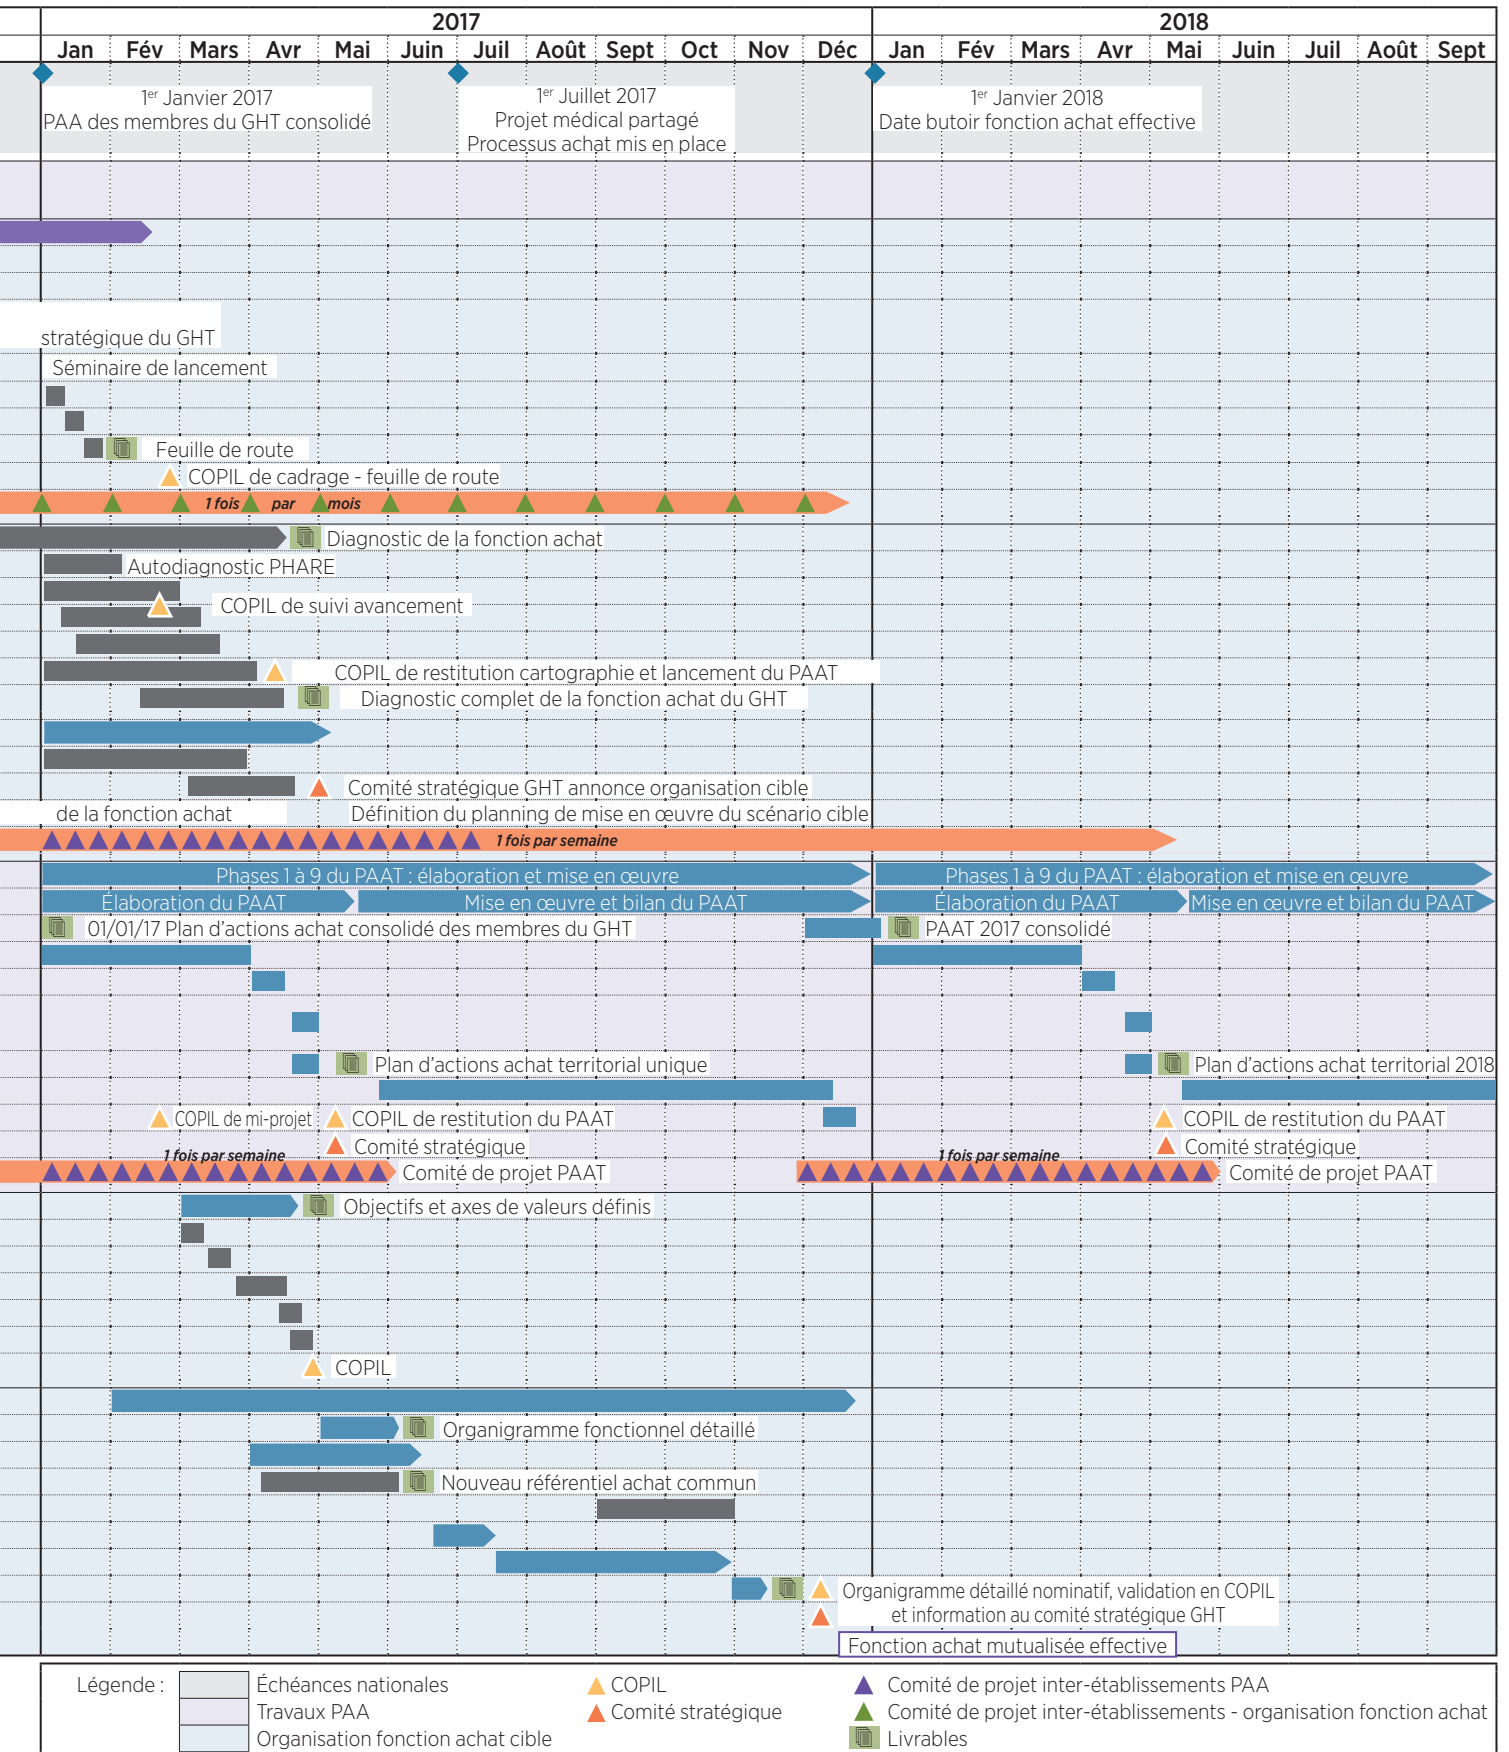 2017 2018
Jan Fév Mars Avr Mai Juin Juil Août Sept Oct Nov Déc Jan Fév Mars Avr Mai Juin Juil Août Sept
1er Janvier 2017
PAA des membres du GHT consolidé
1er Juillet 2017
Projet médical partagé
Processus achat mis en place
1er Janvier 2018
Date butoir fonction achat effective
stratégique du GHT
Séminaire de lancement
Feuille de route
COPIL de cadrage - feuille de route
1 fois par mois
Diagnostic de la fonction achat
Autodiagnostic PHARE
COPIL de suivi avancement
COPIL de restitution cartographie et lancement du PAAT
Diagnostic complet de la fonction achat du GHT
Comité stratégique GHT annonce organisation cible
de la fonction achat Définition du planning de mise en œuvre du scénario cible
1 fois par semaine
Phases 1 à 9 du PAAT : élaboration et mise en œuvre Phases 1 à 9 du PAAT : élaboration et mise en œuvre
Élaboration du PAAT Mise en œuvre et bilan du PAAT Élaboration du PAAT Mise en œuvre et bilan du PAAT
01/01/17 Plan d'actions achat consolidé des membres du GHT PAAT 2017 consolidé
Plan d'actions achat territorial unique Plan d'actions achat territorial 2018
COPIL de mi-projet COPIL de restitution du PAAT COPIL de restitution du PAAT
Comité stratégique Comité stratégique
1 fois par semaine 1 fois par semaine
Comité de projet PAAT Comité de projet PAAT
Objectifs et axes de valeurs définis
COPIL
Organigramme fonctionnel détaillé
Nouveau référentiel achat commun
Organigramme détaillé nominatif, validation en COPIL
et information au comité stratégique GHT
Fonction achat mutualisée effective
Légende : Échéances nationales COPIL Comité de projet inter-établissements PAA
Travaux PAA Comité stratégique Comité de projet inter-établissements - organisation fonction achat
Organisation fonction achat cible Livrables